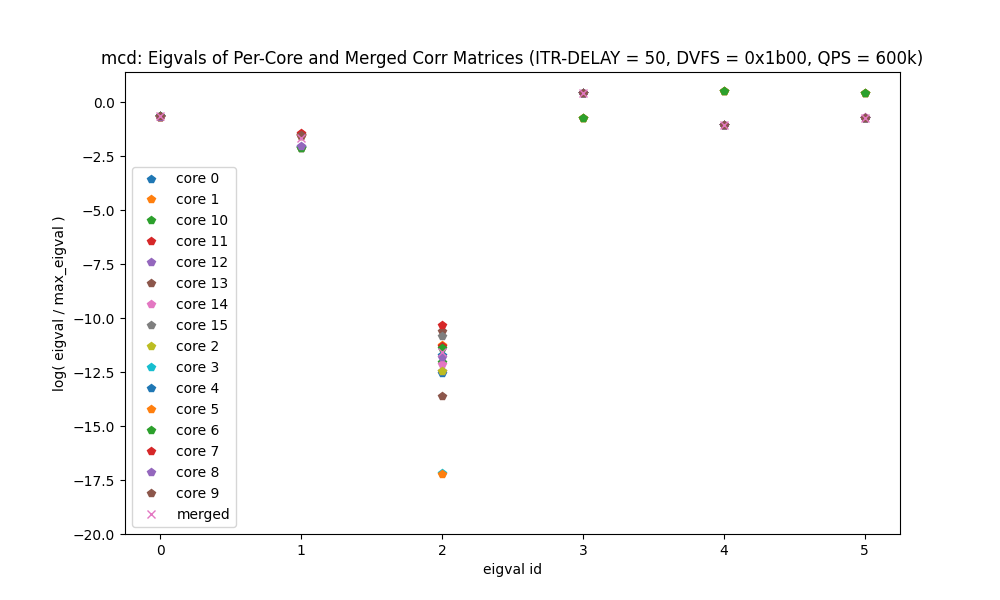 mcd: Eigvals of Per-Core and Merged Corr Matrices (ITR-DELAY = 50, DVFS = 0x1b00, QPS = 600k)
log( eigval / max_eigval )
0.0
−2.5
−5.0
−7.5
−10.0
−12.5
−15.0
−17.5
−20.0
core 0
core 1
core 10
core 11
core 12
core 13
core 14
core 15
core 2
core 3
core 4
core 5
core 6
core 7
core 8
core 9
merged
0 1 2 3 4 5
eigval id